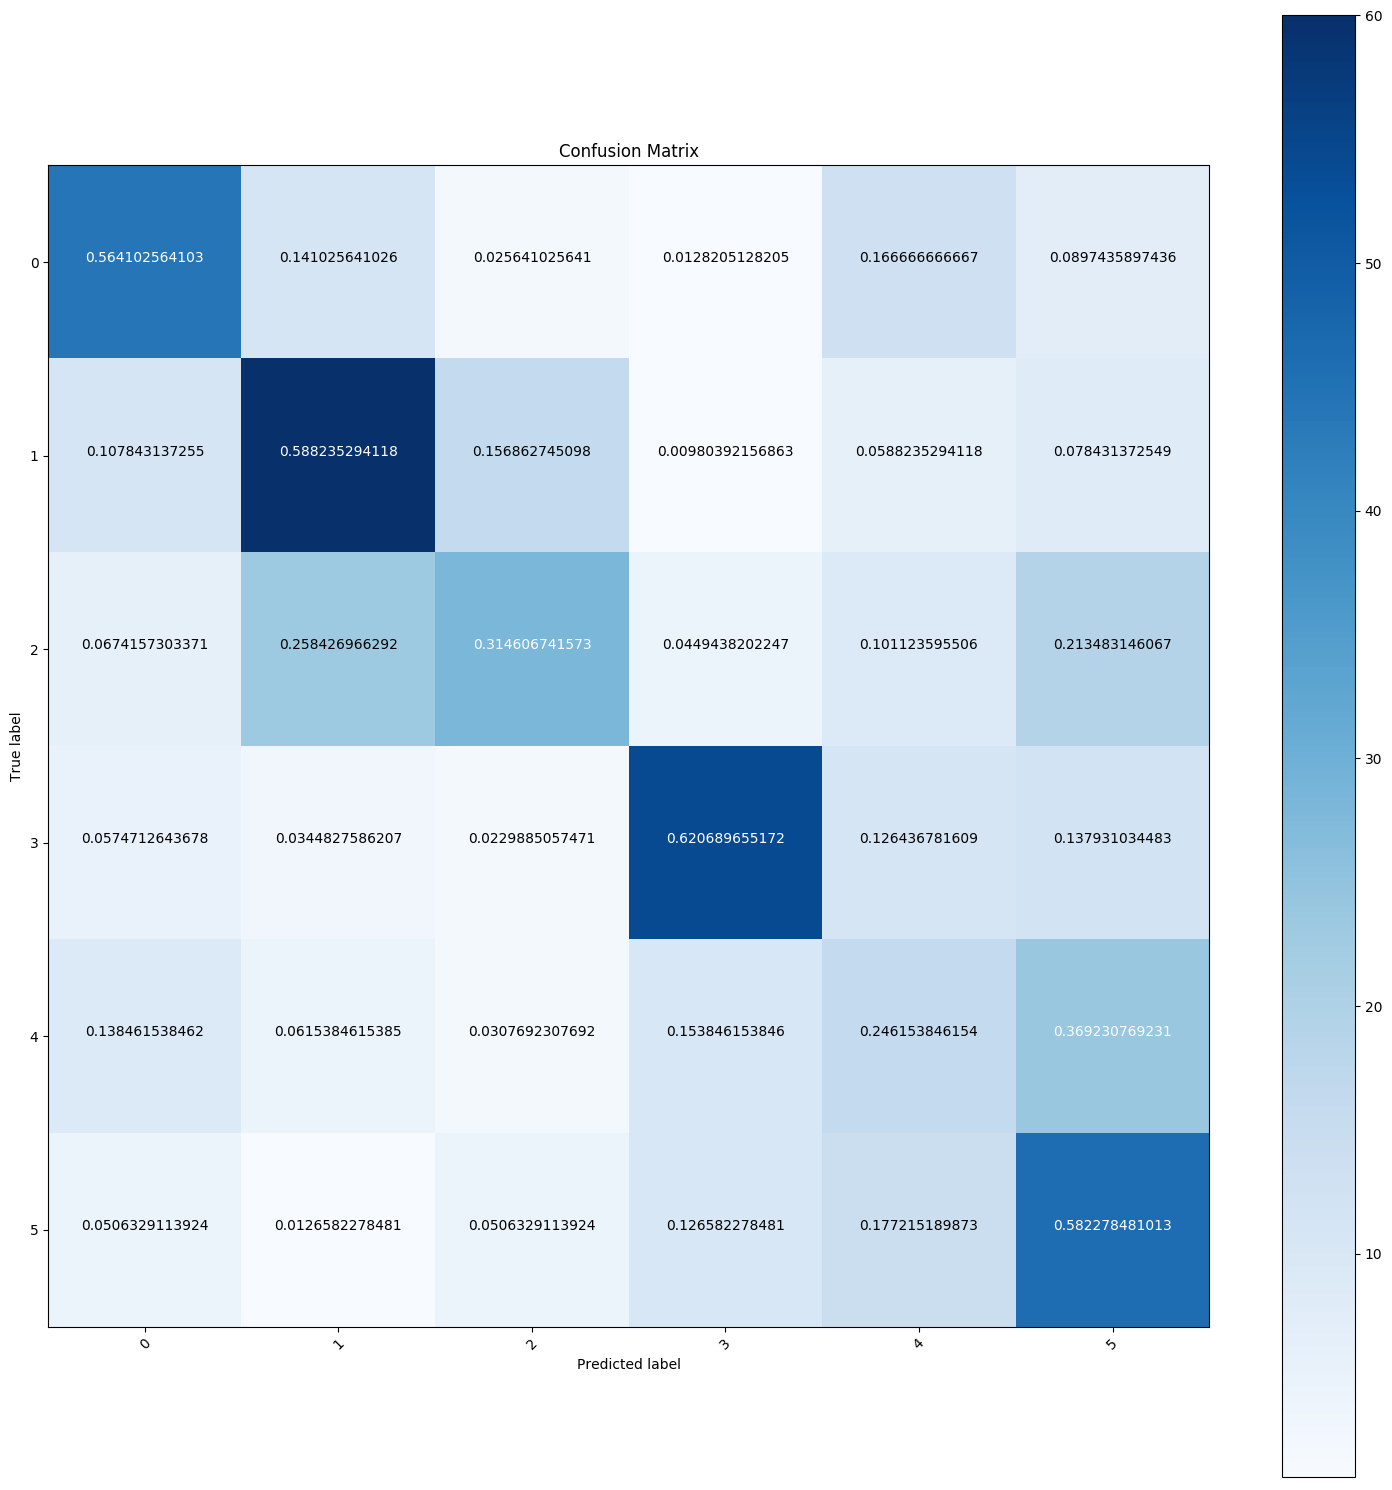 Confusion Matrix
0 0.564102564103 0.141025641026 0.025641025641 0.0128205128205 0.166666666667 0.0897435897436
1 0.107843137255 0.588235294118 0.156862745098 0.00980392156863 0.0588235294118 0.078431372549
2 0.0674157303371 0.258426966292 0.314606741573 0.0449438202247 0.101123595506 0.213483146067
3 0.0574712643678 0.0344827586207 0.0229885057471 0.620689655172 0.126436781609 0.137931034483
4 0.138461538462 0.0615384615385 0.0307692307692 0.153846153846 0.246153846154 0.369230769231
5 0.0506329113924 0.0126582278481 0.0506329113924 0.126582278481 0.177215189873 0.582278481013
True label
0 1 2 3 4 5
Predicted label
60
50
40
30
20
10